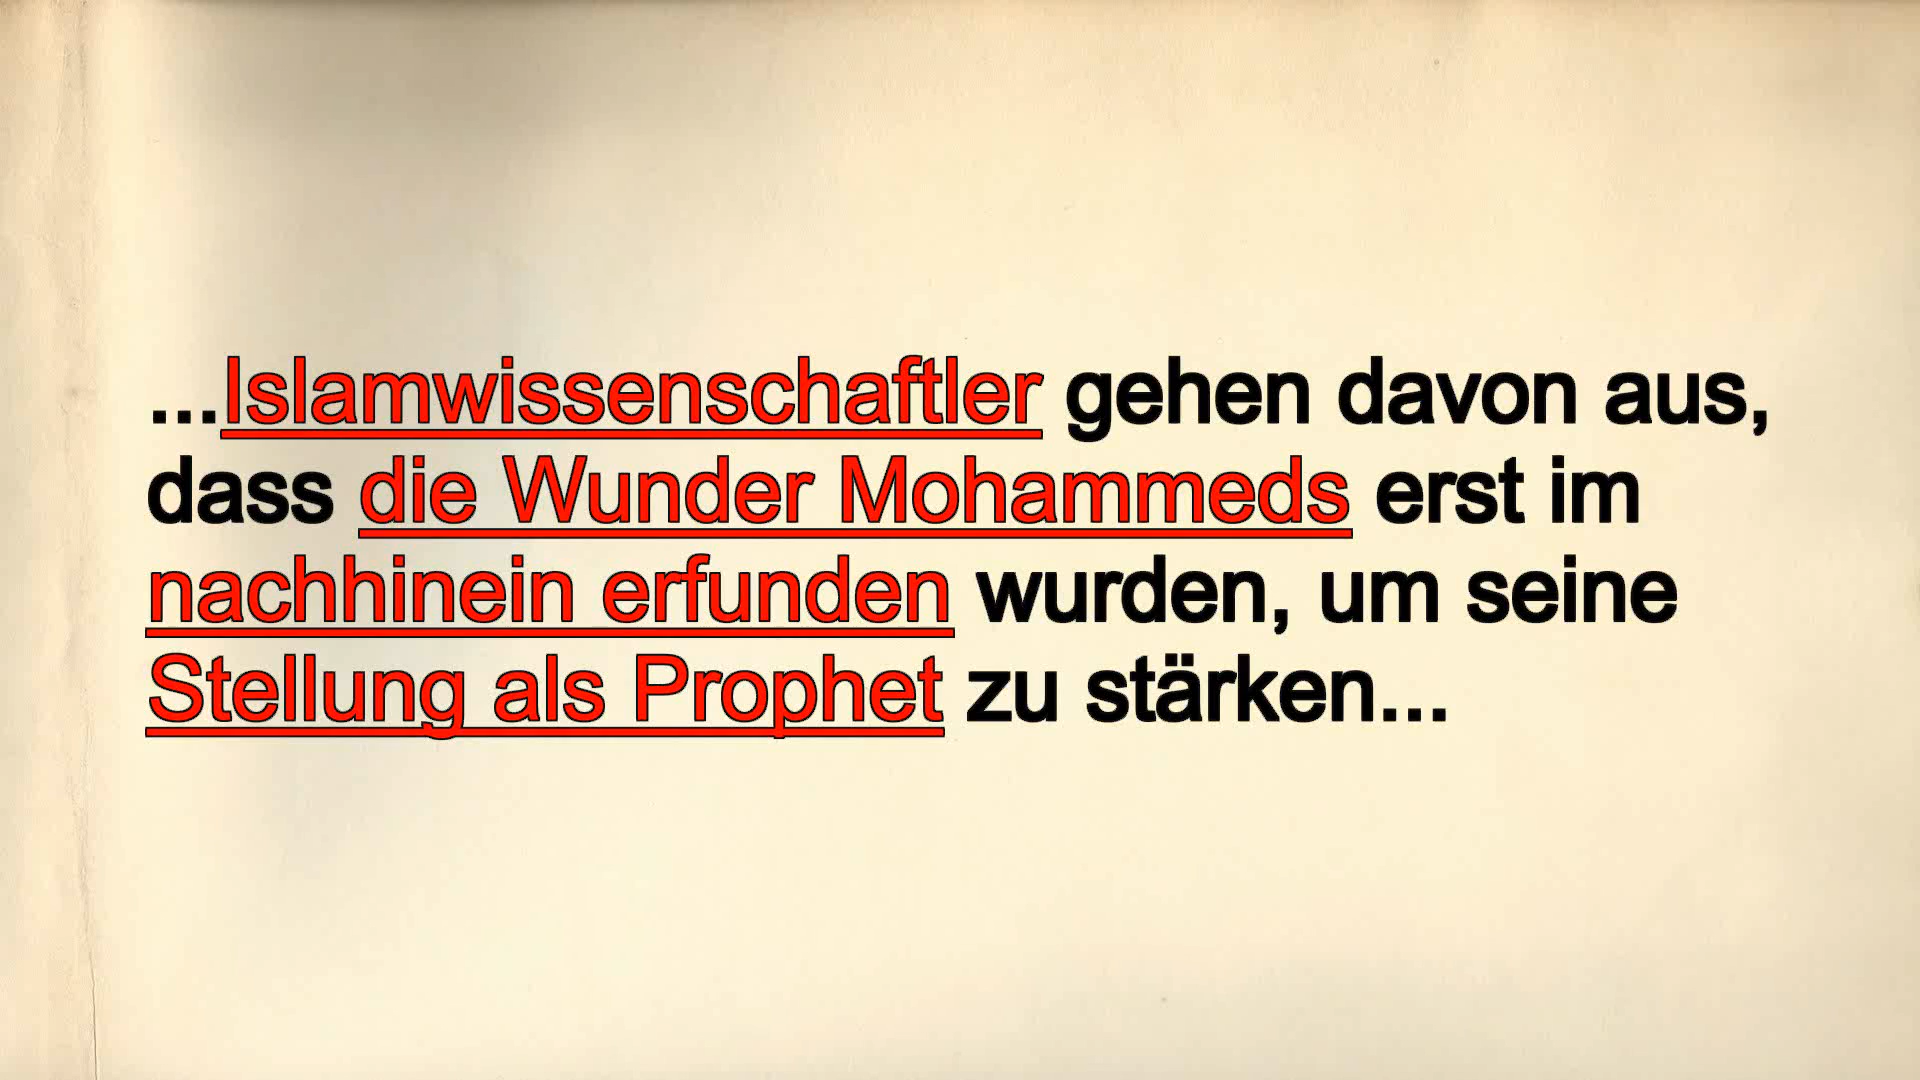 ...Islamwissenschaftler gehen davon aus,
dass die Wunder Mohammeds erst im
nachhinein erfunden wurden, um seine
Stellung als Prophet zu stärken...